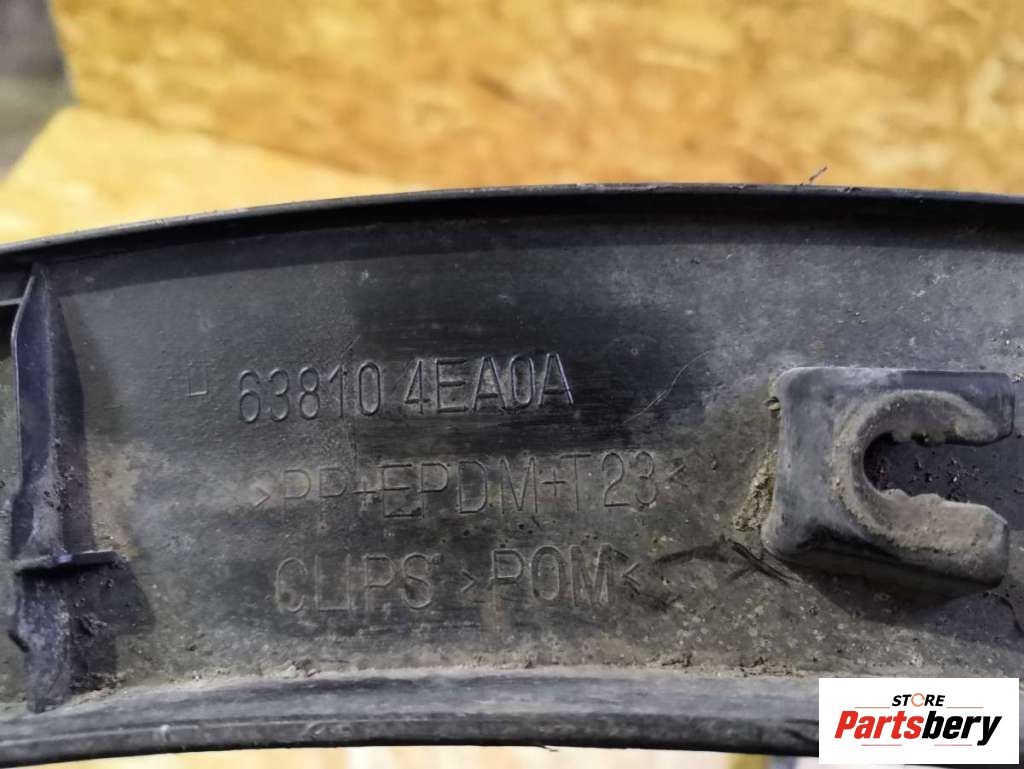 63810 4EA0A
>PP+EPDM+T23<
CLIPS >POM<
STORE
Partsbery